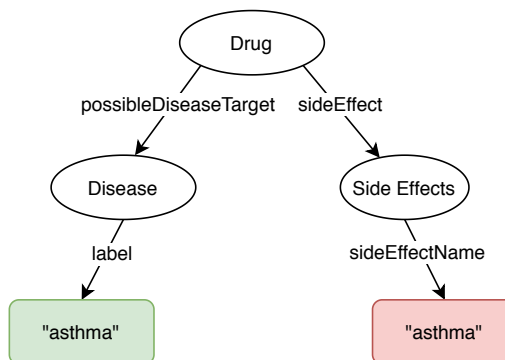 Drug
possibleDiseaseTarget
sideEffect
Disease
Side Effects
label
sideEffectName
"asthma"
"asthma"